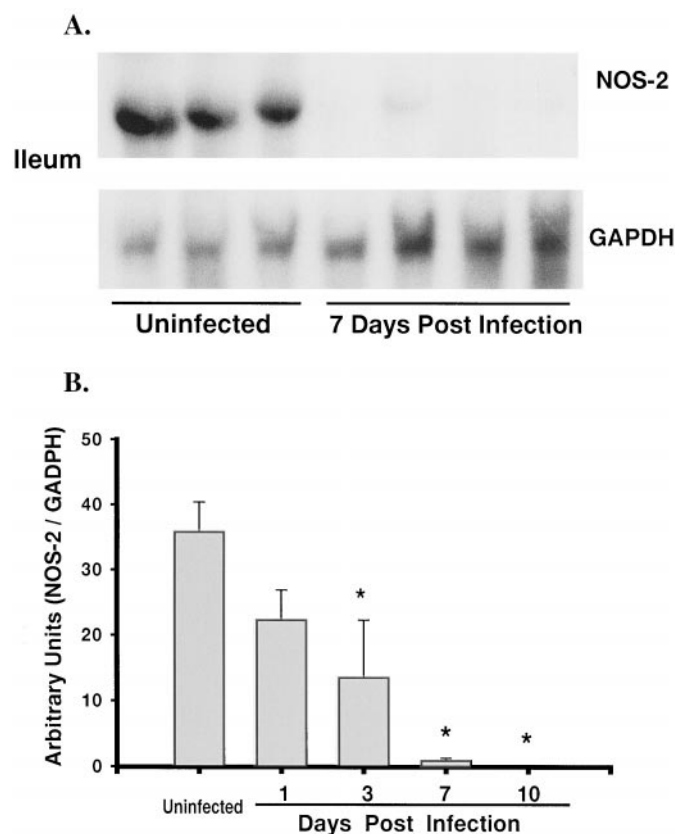 A.
NOS-2
Ileum
GAPDH
Uninfected 7 Days Post Infection
B.
Arbitrary Units (NOS-2 / GADPH)
50
40
30
20
10
0
* * *
Uninfected 1 3 7 10
Days Post Infection